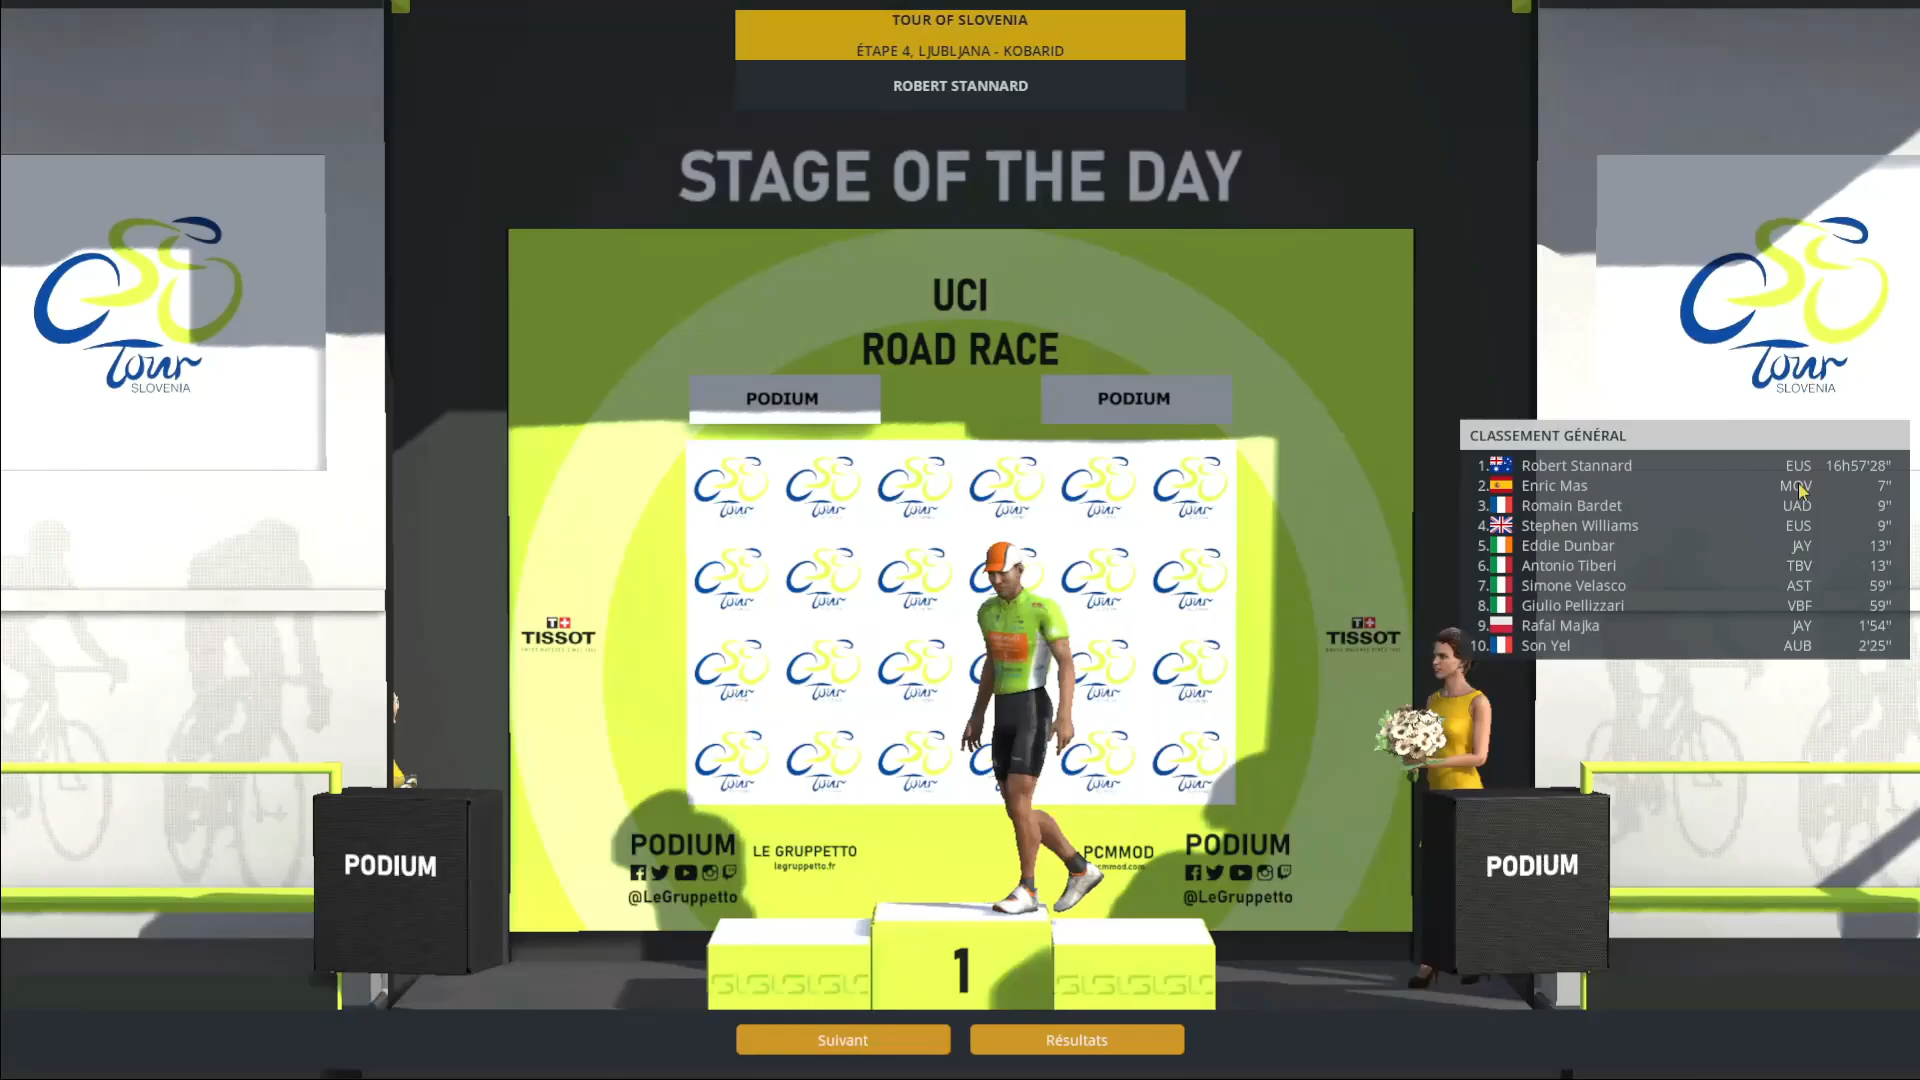 TOUR OF SLOVENIA
ÉTAPE 4, LJUBLJANA - KOBARID
ROBERT STANNARD
STAGE OF THE DAY
UCI
ROAD RACE
PODIUM
PODIUM
Tour
SLOVENIA
Tour
SLOVENIA
CLASSEMENT GÉNÉRAL
1. Robert Stannard EUS 16h57'28"
2. Enric Mas MOV 7"
3. Romain Bardet UAD 9"
4. Stephen Williams EUS 9"
5. Eddie Dunbar JAY 13"
6. Antonio Tiberi TBV 13"
7. Simone Velasco AST 59"
8. Giulio Pellizzari VBF 59"
9. Rafal Majka JAY 1'54"
10. Son Yel AUB 2'25"
TISSOT
TISSOT
PODIUM
LE GRUPPETTO
legruppetto.fr
@LeGruppetto
PCMMOD
PODIUM
@LeGruppetto
PODIUM
PODIUM
1
Suivant
Résultats